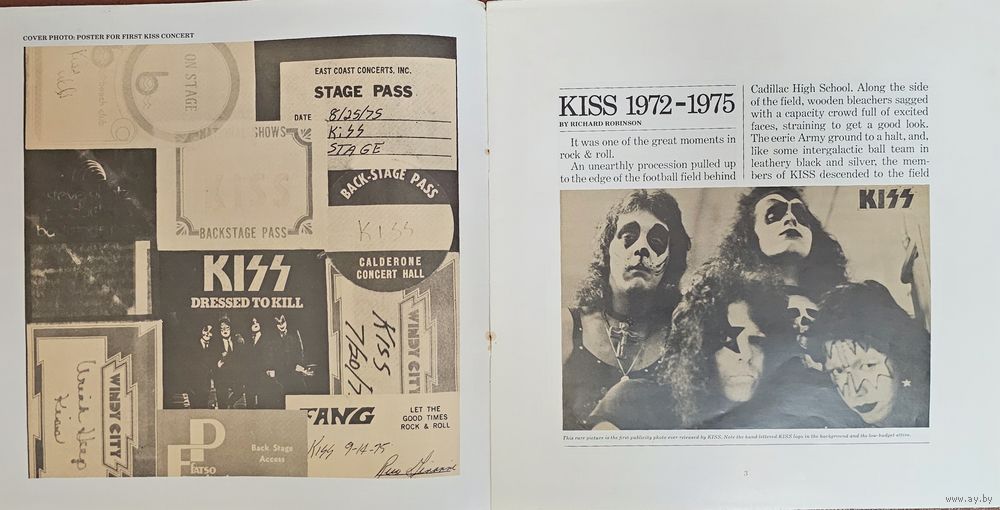 COVER PHOTO: POSTER FOR FIRST KISS CONCERT
ON STAGE
EAST COAST CONCERTS, INC.
STAGE PASS
DATE 8/25/75
KISS
STAGE
SHOWS
KISS
BACKSTAGE PASS
BACK-STAGE PASS
KISS
CALDERONE
CONCERT HALL
KISS
DRESSED TO KILL
WINDY CITY
KISS
7/20/7
WINDY CITY
Uriah Heep
Kiss
FANG
LET THE
GOOD TIMES
ROCK & ROLL
KISS 9-14-75
Back Stage
Access
FATSO
KISS 1972-1975
BY RICHARD ROBINSON
It was one of the great moments in
rock & roll.
An unearthly procession pulled up
to the edge of the football field behind
Cadillac High School. Along the side
of the field, wooden bleachers sagged
with a capacity crowd full of excited
faces, straining to get a good look.
The eerie Army ground to a halt, and,
like some intergalactic ball team in
leathery black and silver, the mem-
bers of KISS descended to the field
KISS
This rare picture is the first publicity photo ever released by KISS. Note the hand-lettered KISS logo in the background and the low-budget attire.
3
www.ay.by